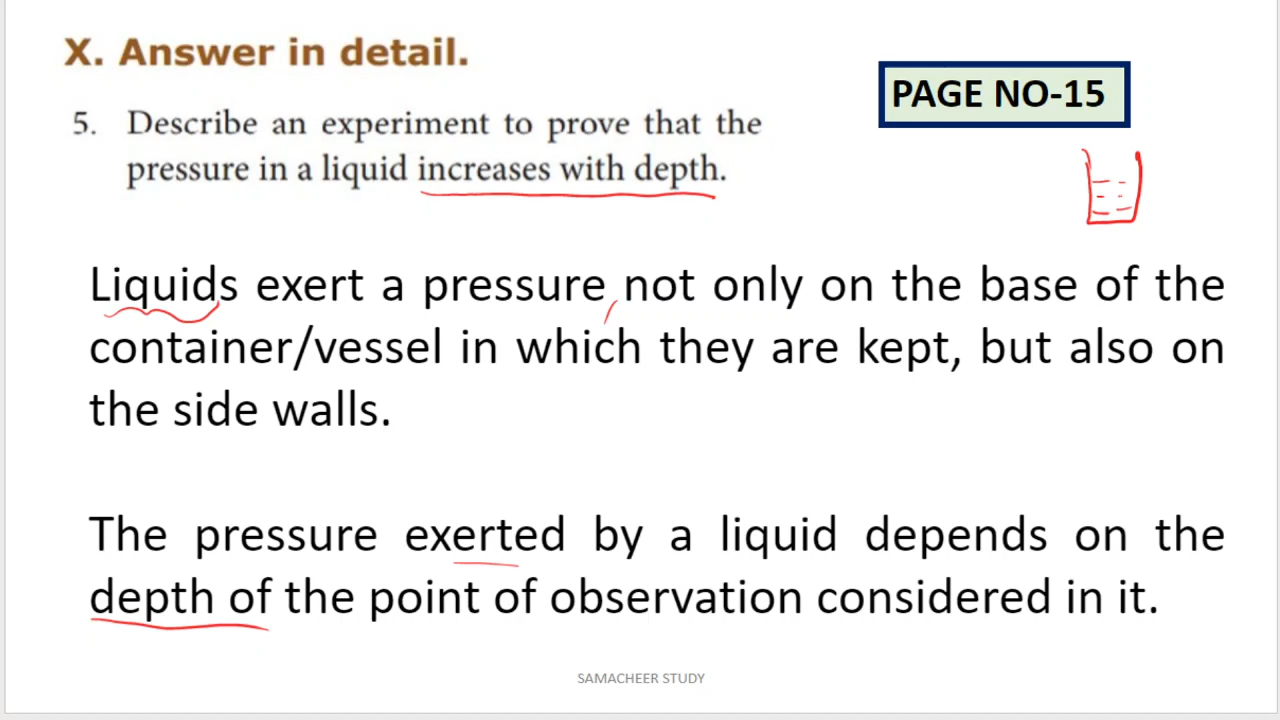 X. Answer in detail.
PAGE NO-15
5. Describe an experiment to prove that the
pressure in a liquid increases with depth.
Liquids exert a pressure not only on the base of the
container/vessel in which they are kept, but also on
the side walls.
The pressure exerted by a liquid depends on the
depth of the point of observation considered in it.
SAMACHEER STUDY